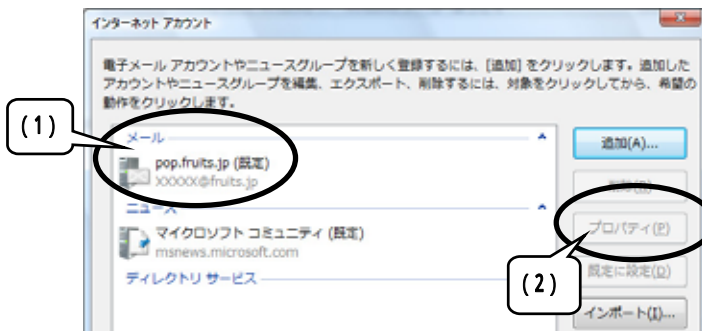 インターネット アカウント
電子メール アカウントやニュースグループを新しく登録するには、[追加] をクリックします。追加した
アカウントやニュースグループを編集、エクスポート、削除するには、対象をクリックしてから、希望の
動作をクリックします。
(1)
メール
pop.fruits.jp (既定)
XXXXX@fruits.jp
ニュース
マイクロソフト コミュニティ (既定)
msnews.microsoft.com
ディレクトリ サービス
追加(A)...
削除(R)
プロパティ(P)
(2)
既定に設定(D)
インポート(I)...